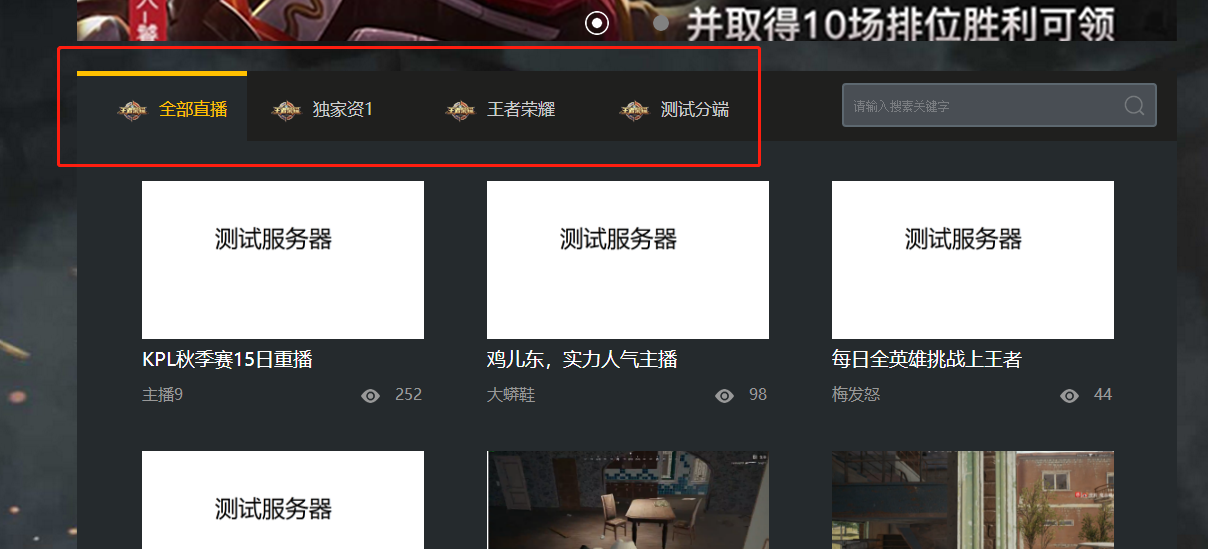 并取得10场排位胜利可领
全部直播 独家资1 王者荣耀 测试分端 请输入搜素关键字
测试服务器 测试服务器 测试服务器
KPL秋季赛15日重播 鸡儿东，实力人气主播 每日全英雄挑战上王者
主播9 252 大蟒鞋 98 梅发怒 44
测试服务器